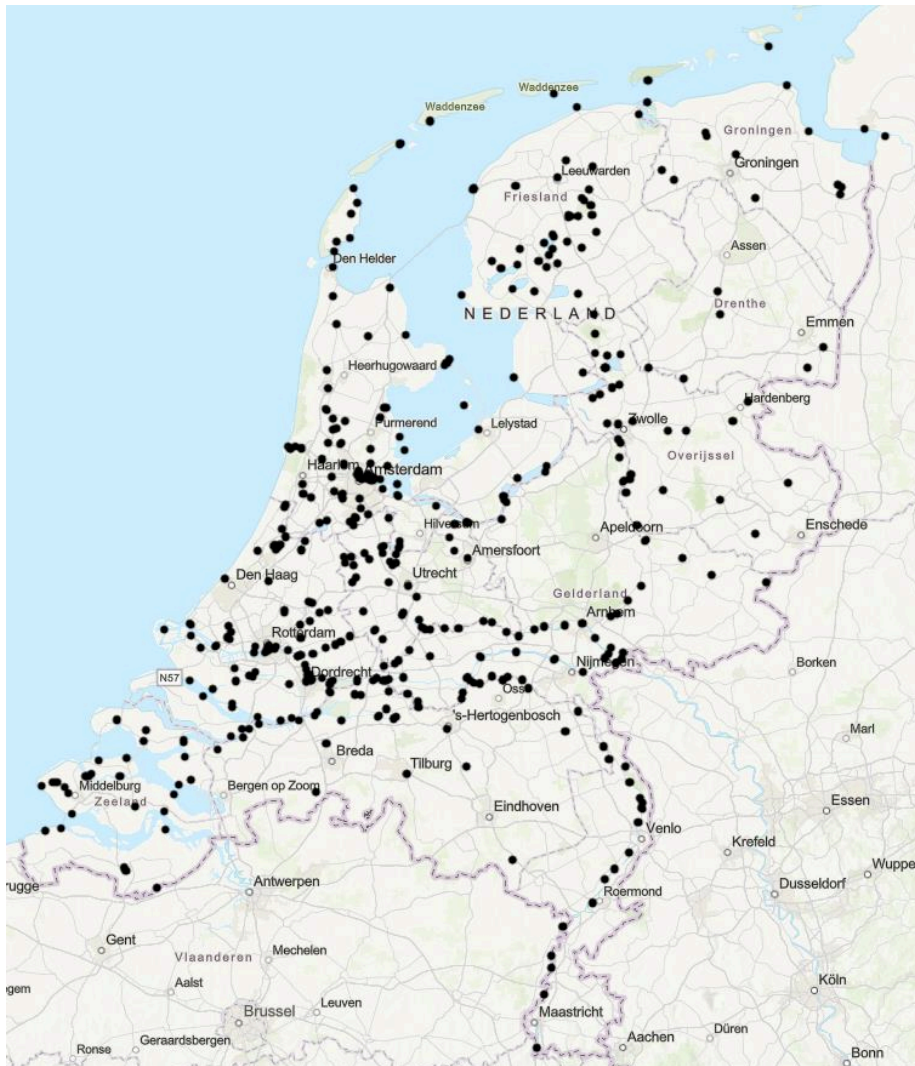 Waddenzee
Waddenzee
Groningen
Groningen
Leeuwarden
Friesland
Assen
Den Helder
NEDERLAND
Drenthe
Emmen
Heerhugowaard
Hardenberg
Purmerend
Lelystad
Zwolle
Overijssel
Haarlem
Amsterdam
Hilversum
Apeldoorn
Enschede
Amersfoort
Den Haag
Utrecht
Gelderland
Arnhem
Rotterdam
Nijmegen
Borken
N57
Dordrecht
Oss
's-Hertogenbosch
Marl
Breda
Tilburg
Middelburg
Zeeland
Bergen op Zoom
Eindhoven
Essen
Venlo
Krefeld
Wuppe
rugge
Antwerpen
Roermond
Dusseldorf
Gent
Vlaanderen
Mechelen
egem
Aalst
Köln
Brussel
Leuven
Maastricht
Geraardsbergen
Ronse
Aachen
Düren
Bonn